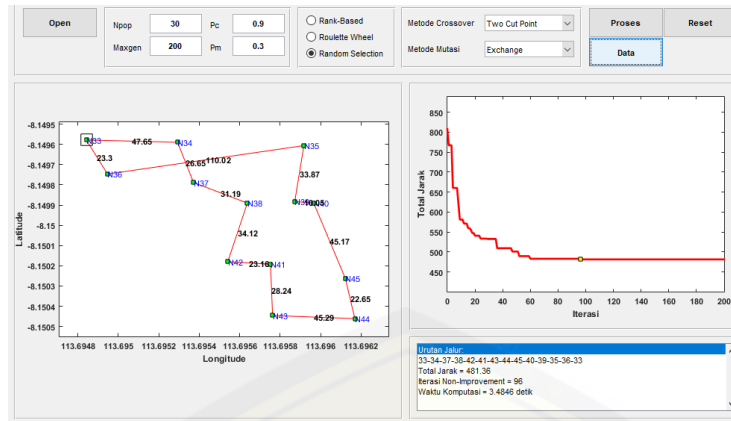 Open
Npop 30 Pc 0.9
Maxgen 200 Pm 0.3
Rank-Based
Roulette Wheel
Random Selection
Metode Crossover Two Cut Point
Metode Mutasi Exchange
Proses Reset
Data
-8.1495
-8.1496
-8.1497
-8.1498
-8.1499
-8.15
-8.1501
-8.1502
-8.1503
-8.1504
-8.1505
Latitude
N33 47.65 N34
N35
23.3 26.65 110.02
N36
N37
33.87
31.19
N38 N39 10.05 N40
34.12
45.17
N42 23.16 N41
N45
28.24
22.65
N43 45.29 N44
113.6948 113.695 113.6952 113.6954 113.6956 113.6958 113.696 113.6962
Longitude
850
800
750
700
650
600
550
500
450
Total Jarak
0 20 40 60 80 100 120 140 160 180 200
Iterasi
Urutan Jalur:
33-34-37-38-42-41-43-44-45-40-39-35-36-33
Total Jarak = 481.36
Iterasi Non-Improvement = 96
Waktu Komputasi = 3.4846 detik